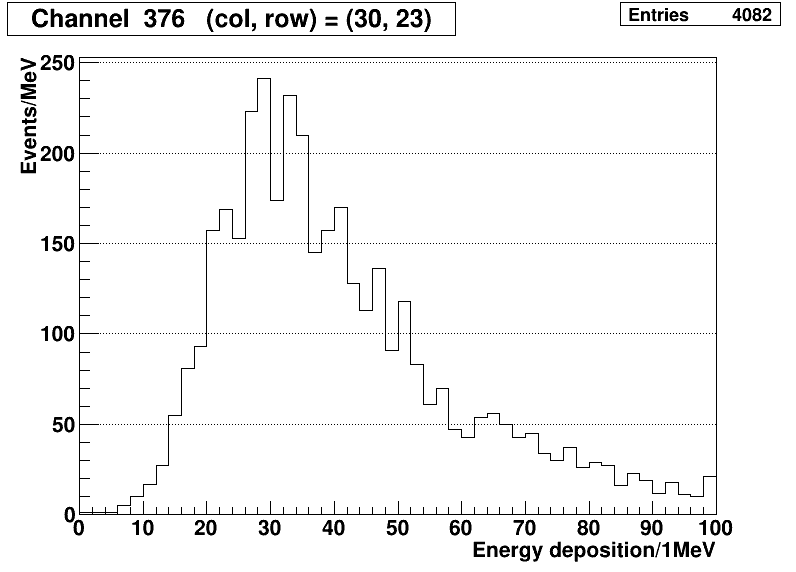 Channel 376 (col, row) = (30, 23)
Entries 4082
Events/MeV
250
200
150
100
50
0
0 10 20 30 40 50 60 70 80 90 100
Energy deposition/1MeV